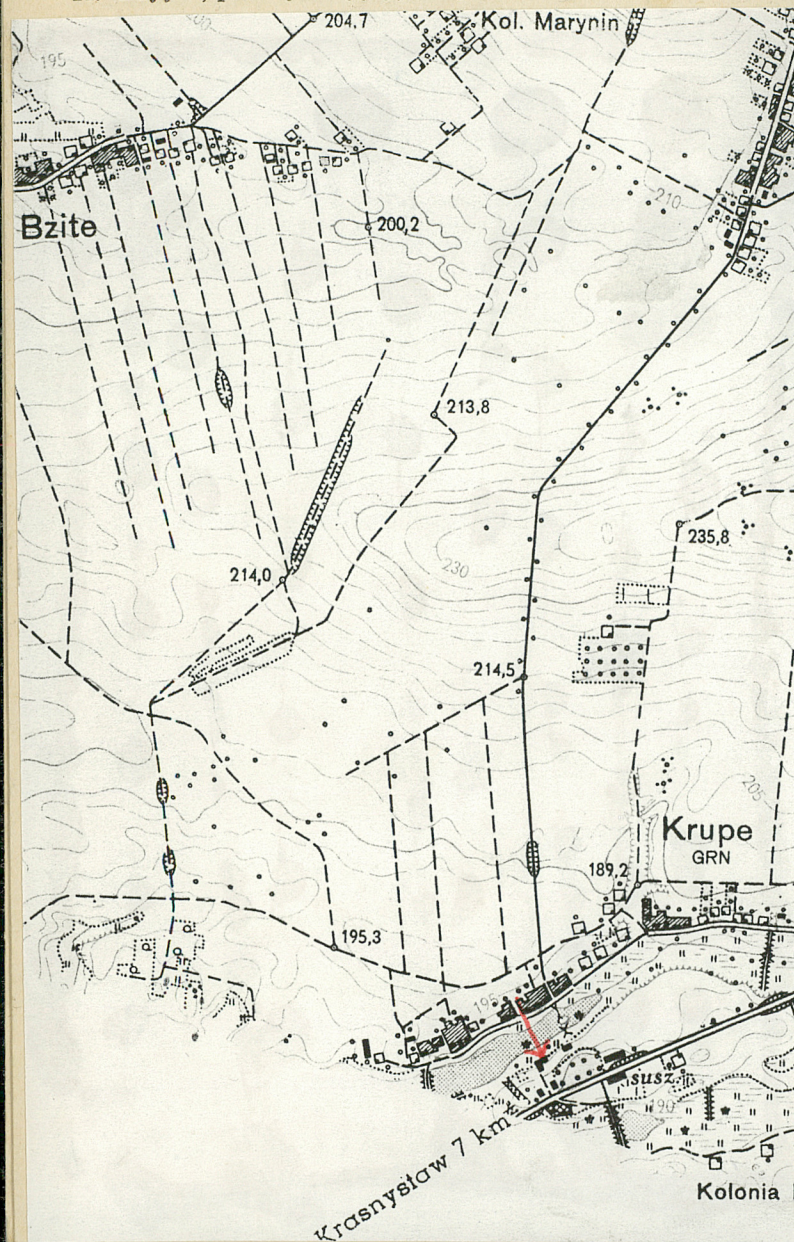 204,7
Kol. Marynin
195
210
Bzite
200,2
213,8
235,8
230
214,0
214,5
205
Krupe
GRN
189,2
195,3
susz.
190
Krasnystaw 7 km
Kolonia